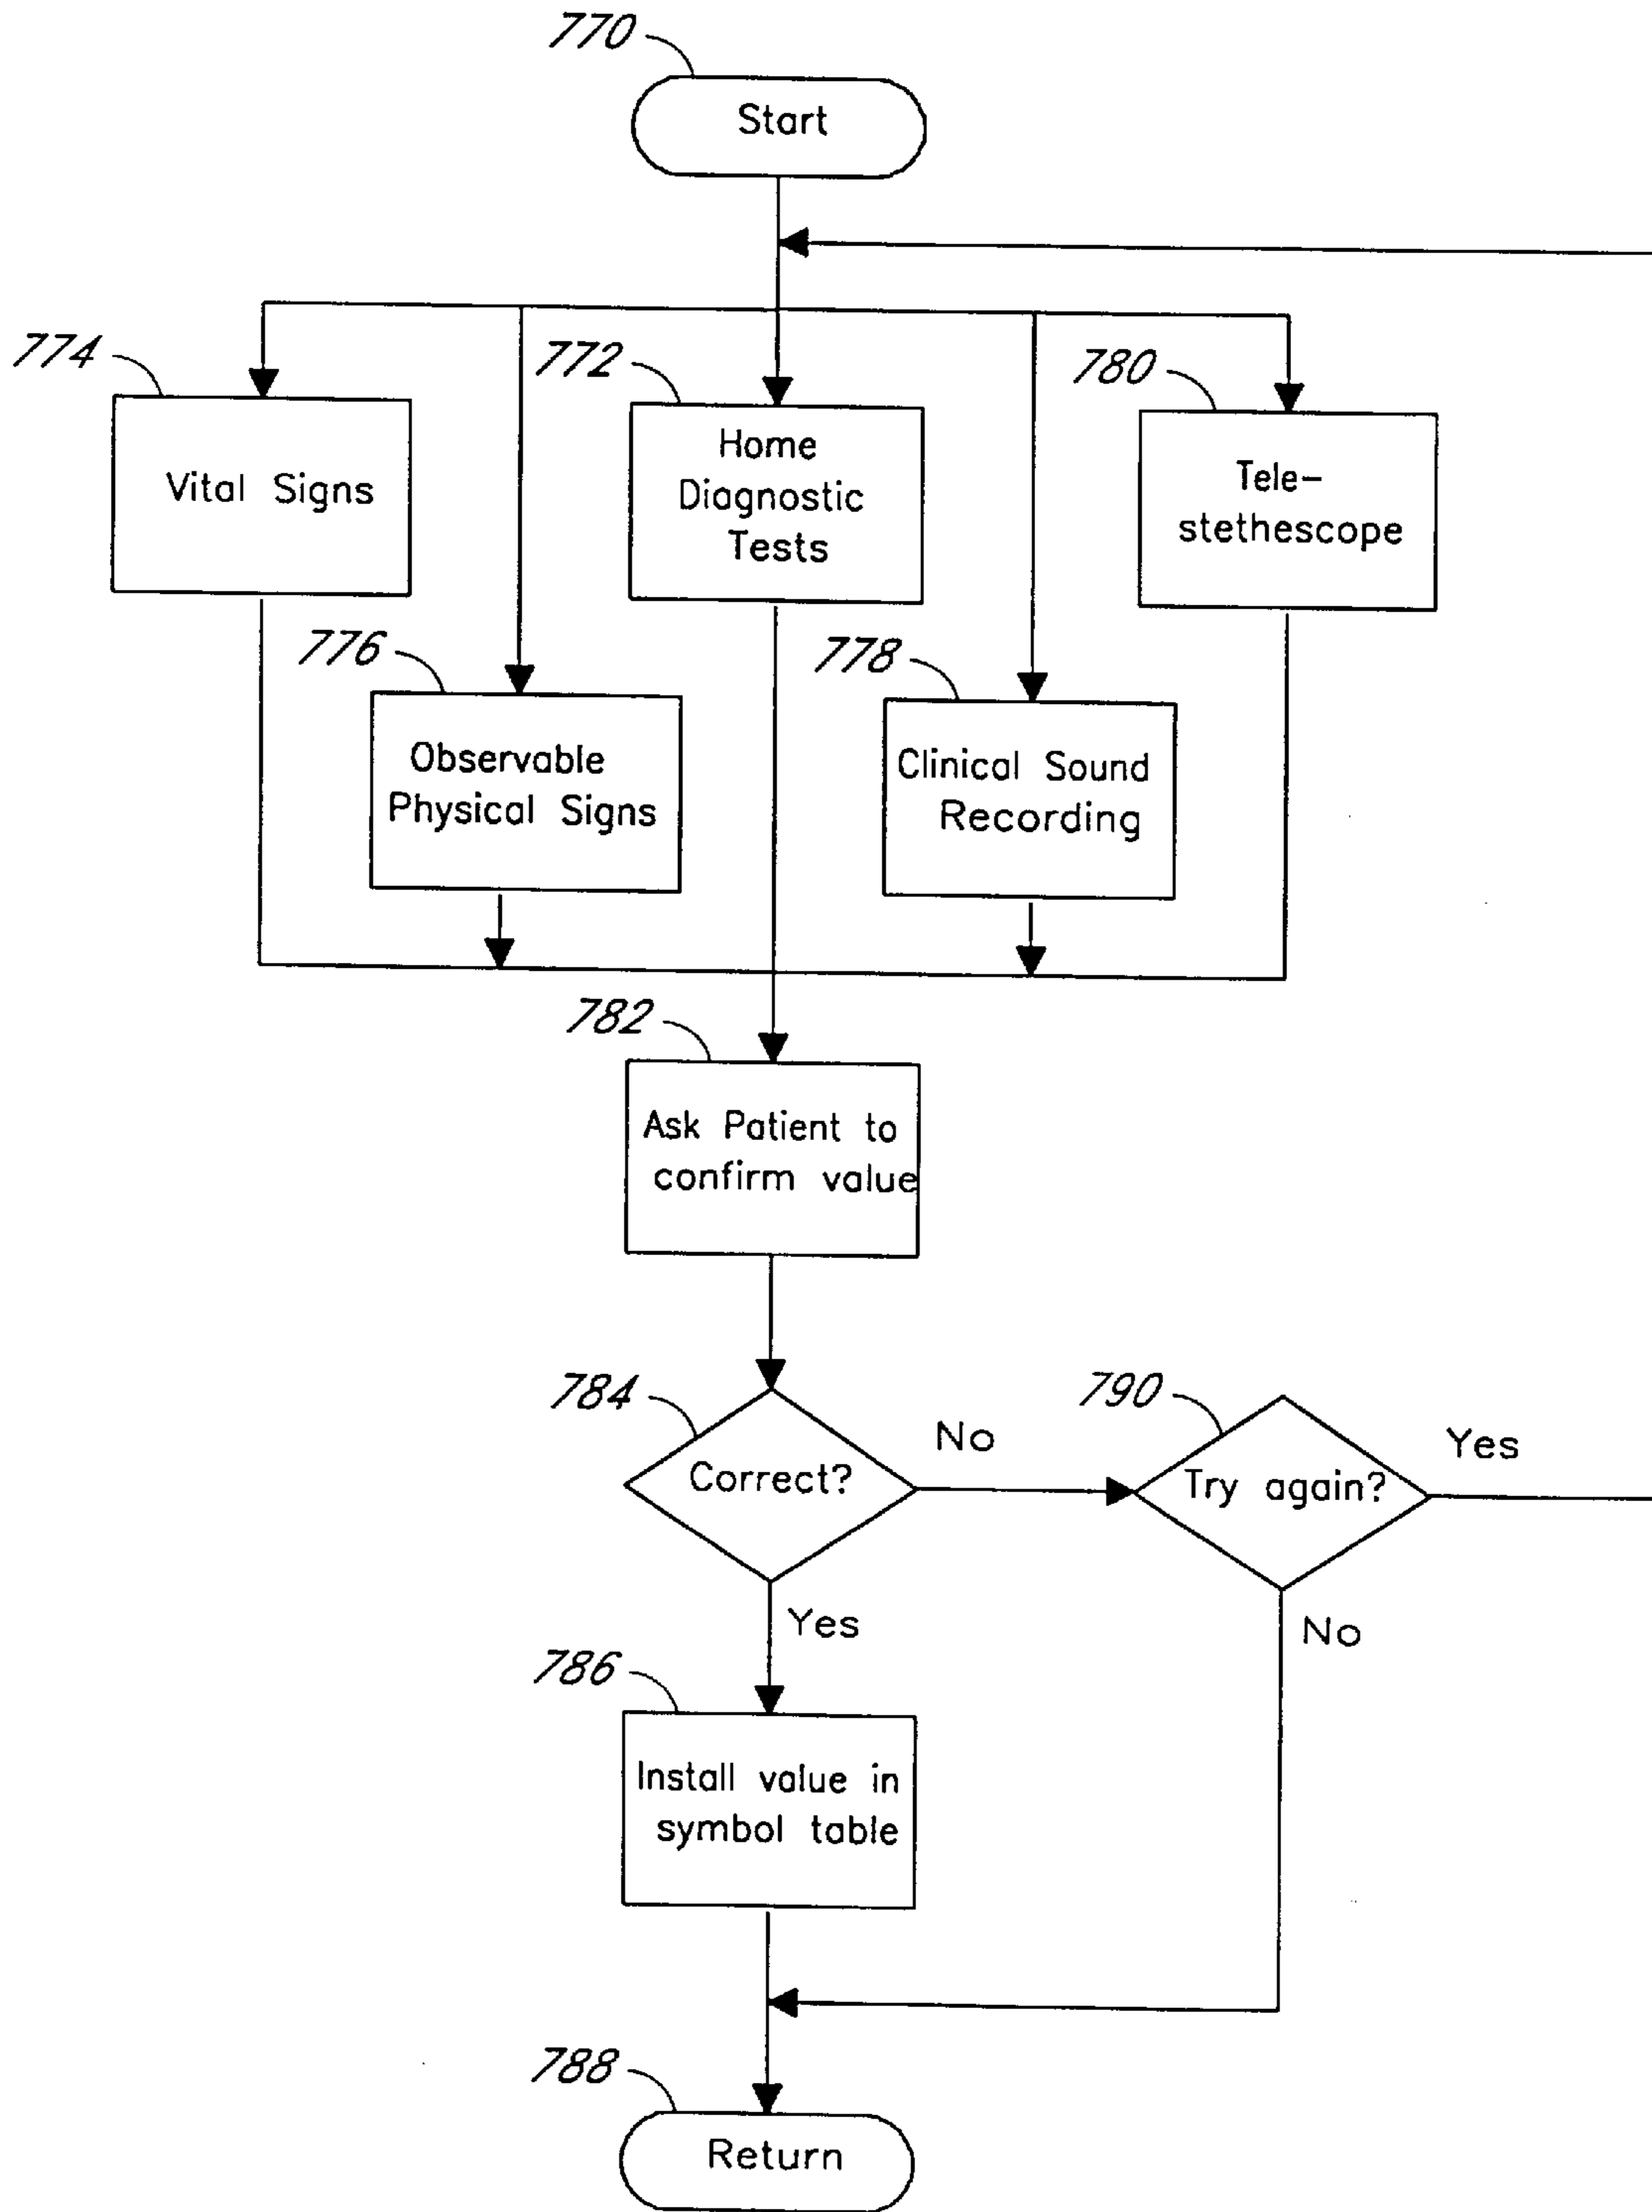 770
Start
774
772
780
Vital Signs
Home
Diagnostic
Tests
Tele-
stethescope
776
778
Observable
Physical Signs
Clinical Sound
Recording
782
Ask Patient to
confirm value
784
Correct?
No
790
Try again?
Yes
Yes
No
786
Install value in
symbol table
788
Return